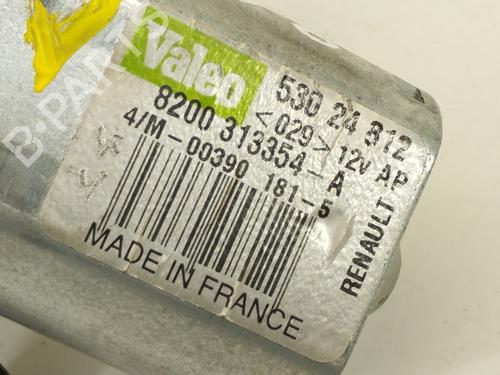 Valeo
530 24 812
<029> 12V AP
8200 313354-A
4/M-00390 181-5
RENAULT
MADE IN FRANCE
B-PARTS